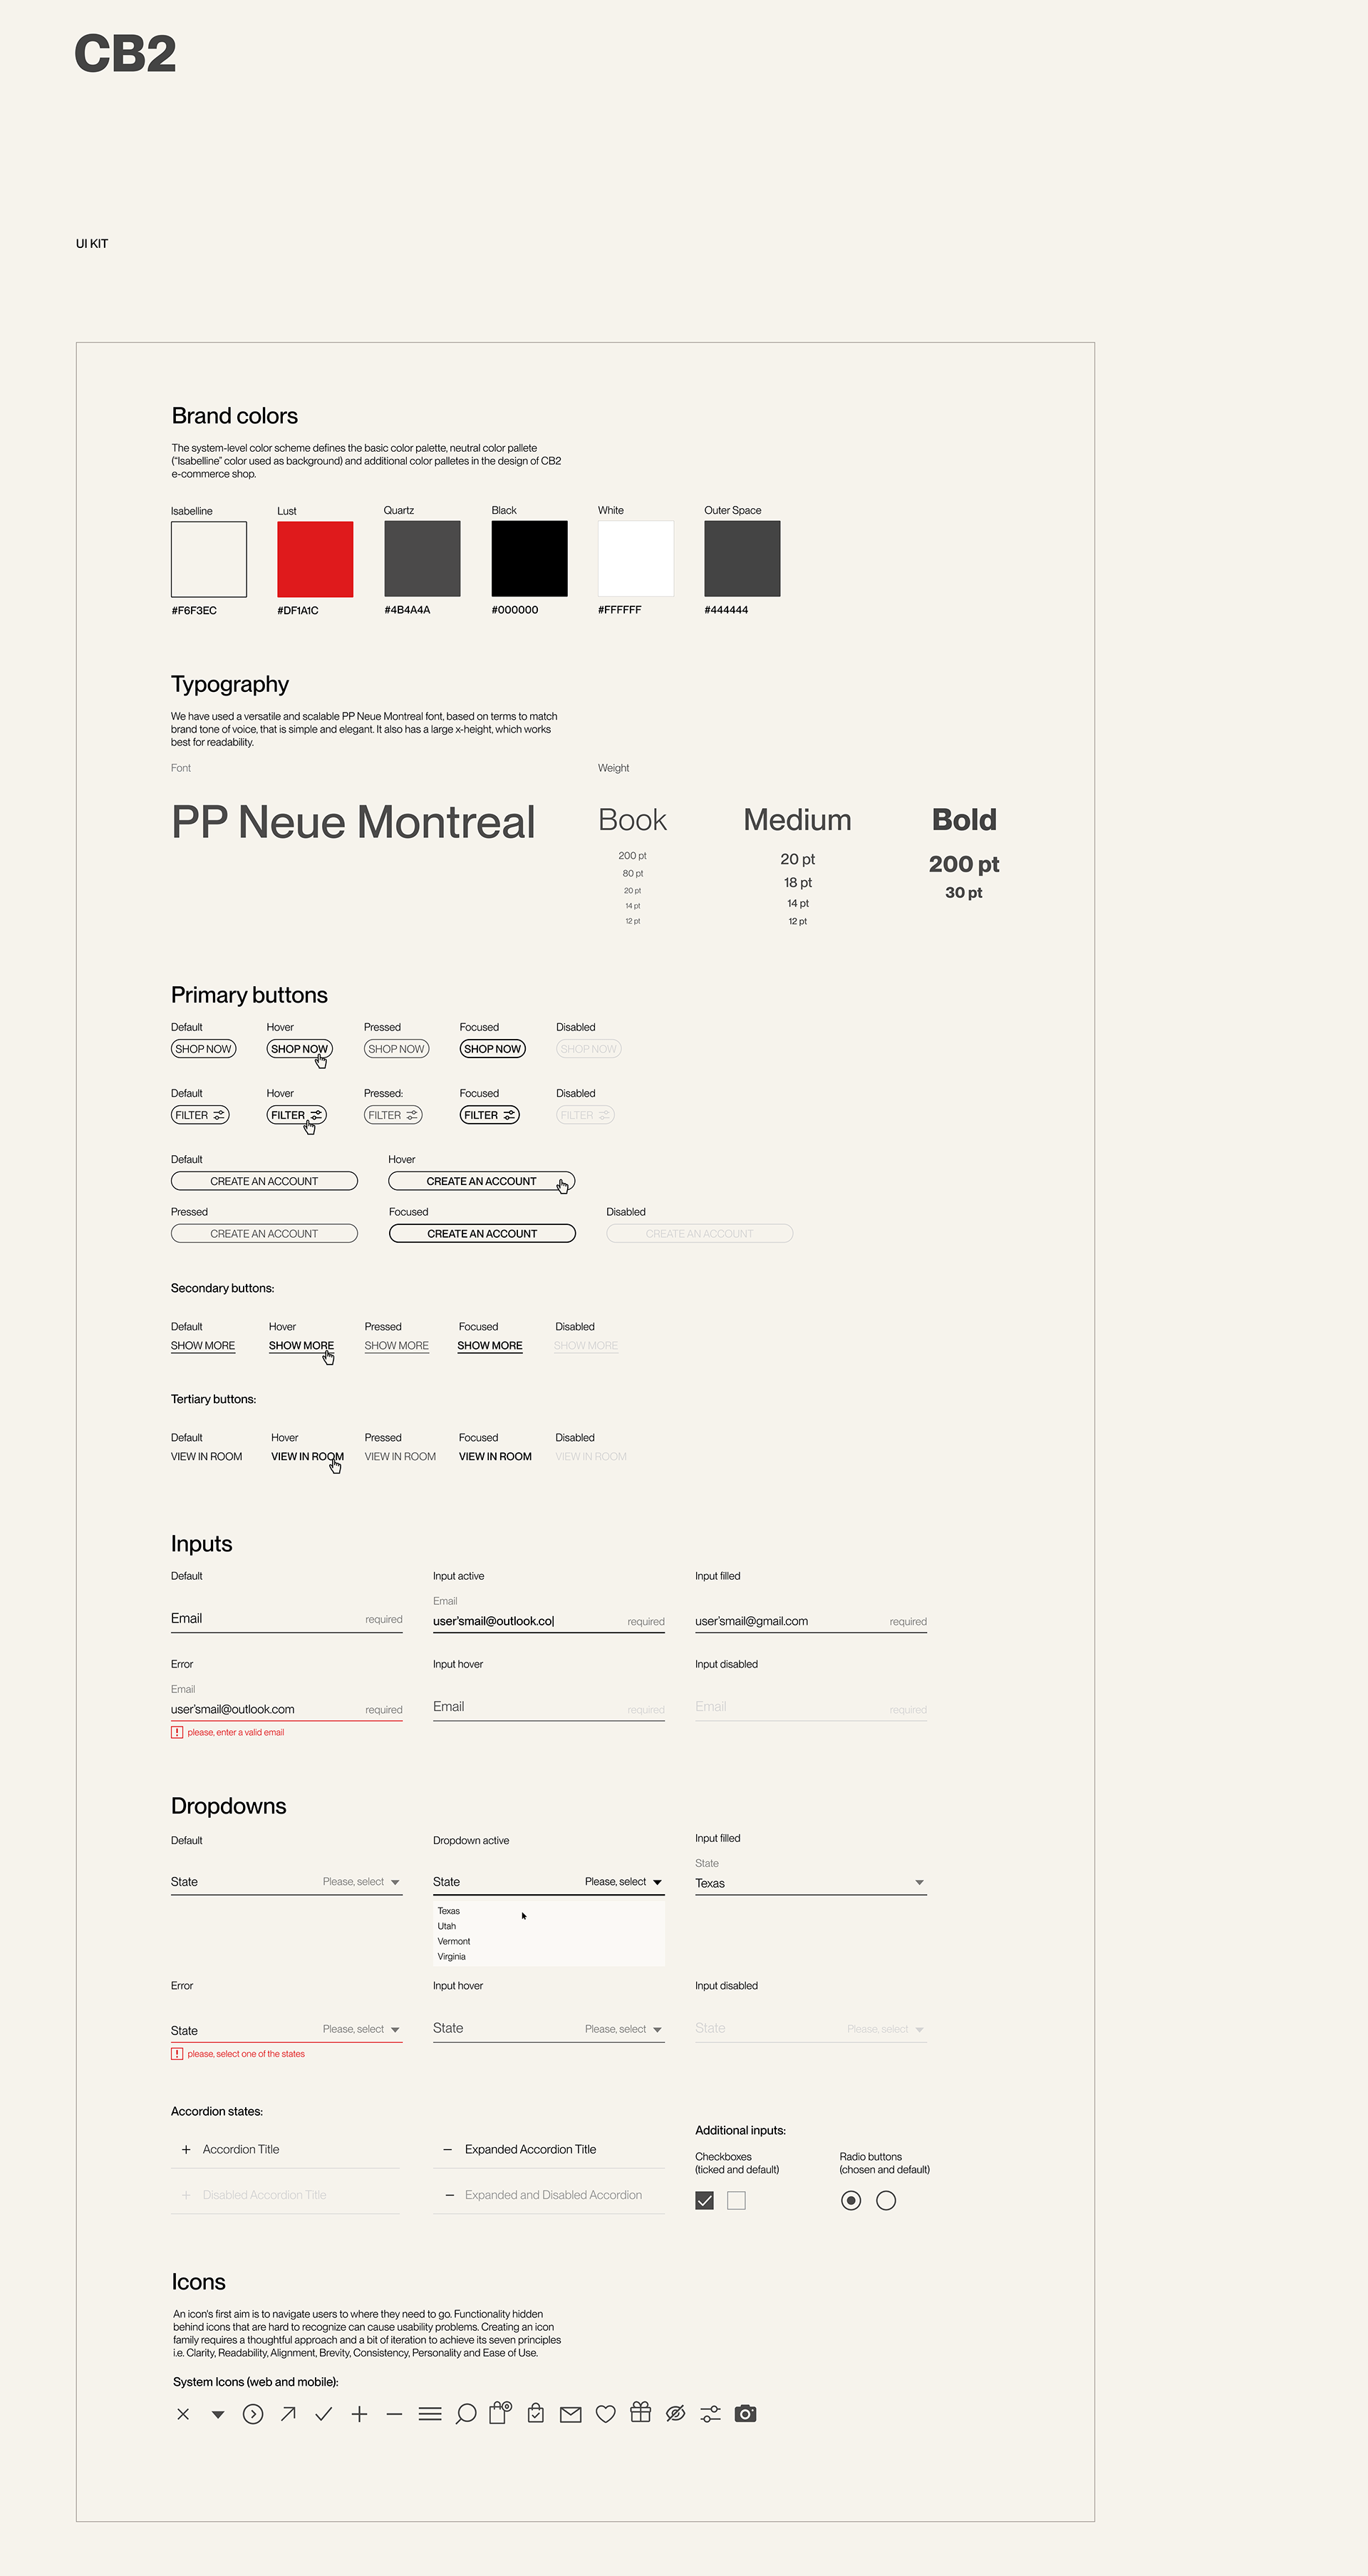 CB2
UI KIT
Brand colors
The system-level color scheme defines the basic color palette, neutral color pallete
("Isabelline" color used as background) and additional color palletes in the design of CB2
e-commerce shop.
Isabelline Lust Quartz Black White Outer Space
#F6F3EC #DF1A1C #4B4A4A #000000 #FFFFFF #444444
Typography
We have used a versatile and scalable PP Neue Montreal font, based on terms to match
brand tone of voice, that is simple and elegant. It also has a large x-height, which works
best for readability.
Font Weight
PP Neue Montreal Book Medium Bold
200 pt 20 pt 200 pt
80 pt 18 pt 30 pt
20 pt 14 pt
14 pt 12 pt
12 pt
Primary buttons
Default Hover Pressed Focused Disabled
SHOP NOW SHOP NOW SHOP NOW SHOP NOW SHOP NOW
Default Hover Pressed: Focused Disabled
FILTER FILTER FILTER FILTER FILTER
Default Hover
CREATE AN ACCOUNT CREATE AN ACCOUNT
Pressed Focused Disabled
CREATE AN ACCOUNT CREATE AN ACCOUNT CREATE AN ACCOUNT
Secondary buttons:
Default Hover Pressed Focused Disabled
SHOW MORE SHOW MORE SHOW MORE SHOW MORE SHOW MORE
Tertiary buttons:
Default Hover Pressed Focused Disabled
VIEW IN ROOM VIEW IN ROOM VIEW IN ROOM VIEW IN ROOM VIEW IN ROOM
Inputs
Default Input active Input filled
Email
Email required user'smail@outlook.co| required user'smail@gmail.com required
Error Input hover Input disabled
Email
user'smail@outlook.com required Email required Email required
please, enter a valid email
Dropdowns
Default Dropdown active Input filled
State
State Please, select State Please, select Texas
Texas
Utah
Vermont
Virginia
Error Input hover Input disabled
State Please, select State Please, select State Please, select
please, select one of the states
Accordion states:
Additional inputs:
Accordion Title Expanded Accordion Title
Checkboxes Radio buttons
(ticked and default) (chosen and default)
Disabled Accordion Title Expanded and Disabled Accordion
Icons
An icon's first aim is to navigate users to where they need to go. Functionality hidden
behind icons that are hard to recognize can cause usability problems. Creating an icon
family requires a thoughtful approach and a bit of iteration to achieve its seven principles
i.e. Clarity, Readability, Alignment, Brevity, Consistency, Personality and Ease of Use.
System Icons (web and mobile):